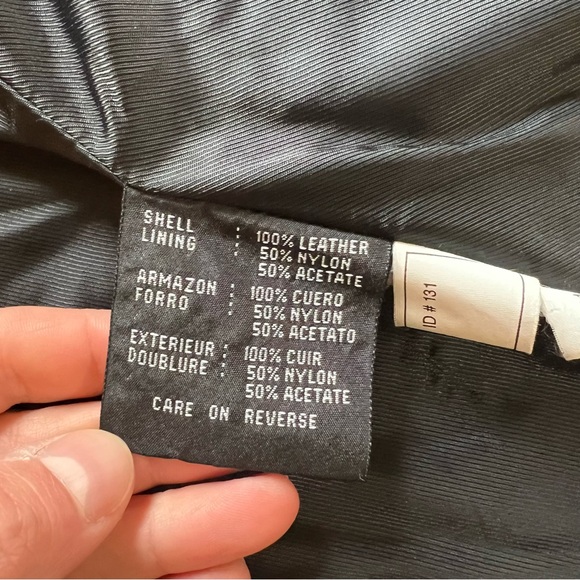 SHELL : 100% LEATHER
LINING : 50% NYLON
50% ACETATE
ARMAZON : 100% CUERO
FORRO : 50% NYLON
50% ACETATO
EXTERIEUR : 100% CUIR
DOUBLURE : 50% NYLON
50% ACETATE
CARE ON REVERSE
ID # 131